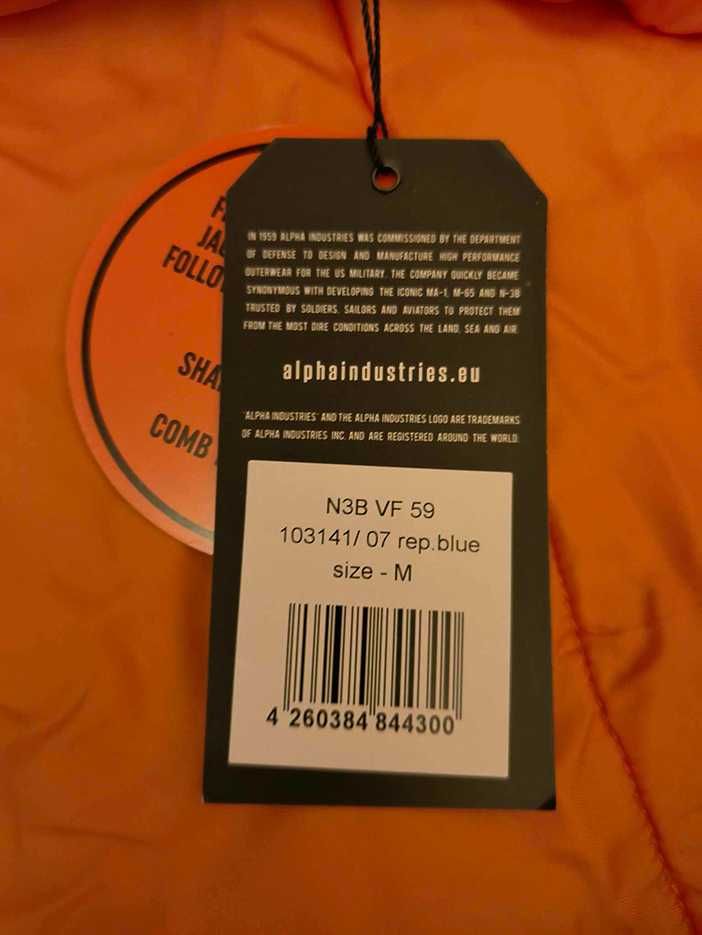 JAC
FOLLO
SHA
COMB
IN 1959 ALPHA INDUSTRIES WAS COMMISSIONED BY THE DEPARTMENT
OF DEFENSE TO DESIGN AND MANUFACTURE HIGH PERFORMANCE
OUTERWEAR FOR THE US MILITARY. THE COMPANY QUICKLY BECAME
SYNONYMOUS WITH DEVELOPING THE ICONIC MA-1, M-65 AND N-3B
TRUSTED BY SOLDIERS, SAILORS AND AVIATORS TO PROTECT THEM
FROM THE MOST DIRE CONDITIONS ACROSS THE LAND, SEA AND AIR.
alphaindustries.eu
"ALPHA INDUSTRIES" AND THE ALPHA INDUSTRIES LOGO ARE TRADEMARKS
OF ALPHA INDUSTRIES INC. AND ARE REGISTERED AROUND THE WORLD.
N3B VF 59
103141/ 07 rep.blue
size - M
4 260384 844300